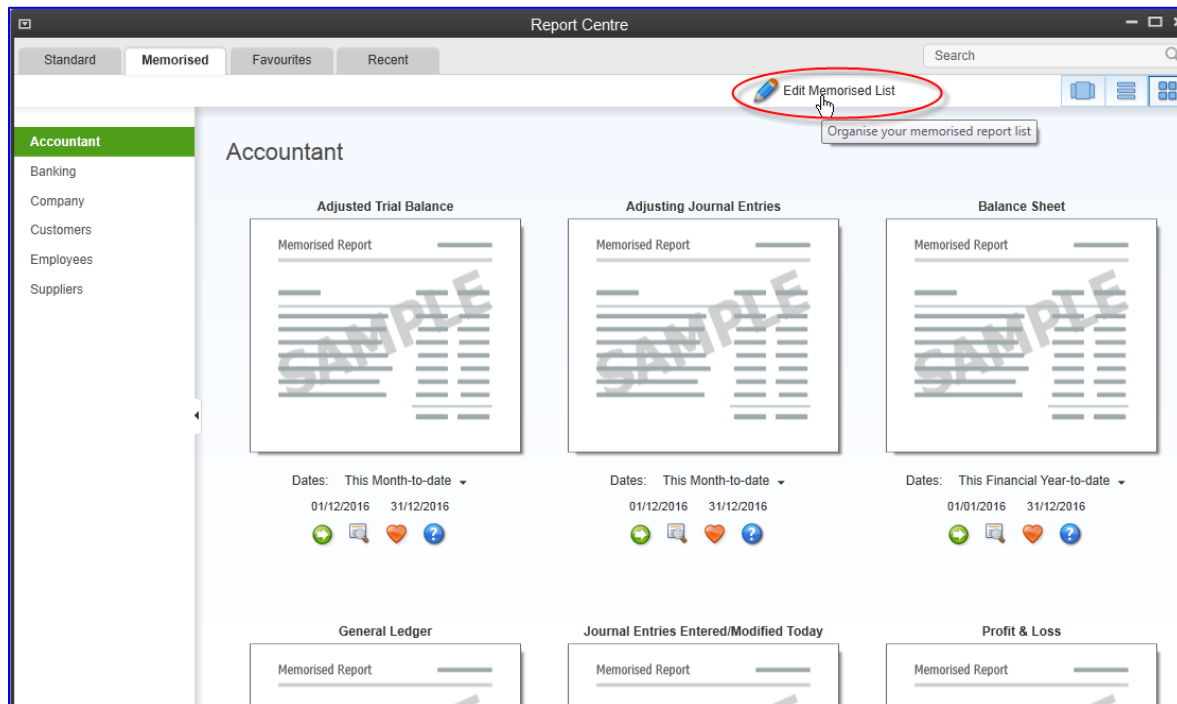 Report Centre
Standard Memorised Favourites Recent Search
Edit Memorised List
Organise your memorised report list
Accountant
Banking
Company
Customers
Employees
Suppliers
Accountant
Adjusted Trial Balance Adjusting Journal Entries Balance Sheet
Memorised Report Memorised Report Memorised Report
SAMPLE SAMPLE SAMPLE
Dates: This Month-to-date Dates: This Month-to-date Dates: This Financial Year-to-date
01/12/2016 31/12/2016 01/12/2016 31/12/2016 01/01/2016 31/12/2016
General Ledger Journal Entries Entered/Modified Today Profit & Loss
Memorised Report Memorised Report Memorised Report